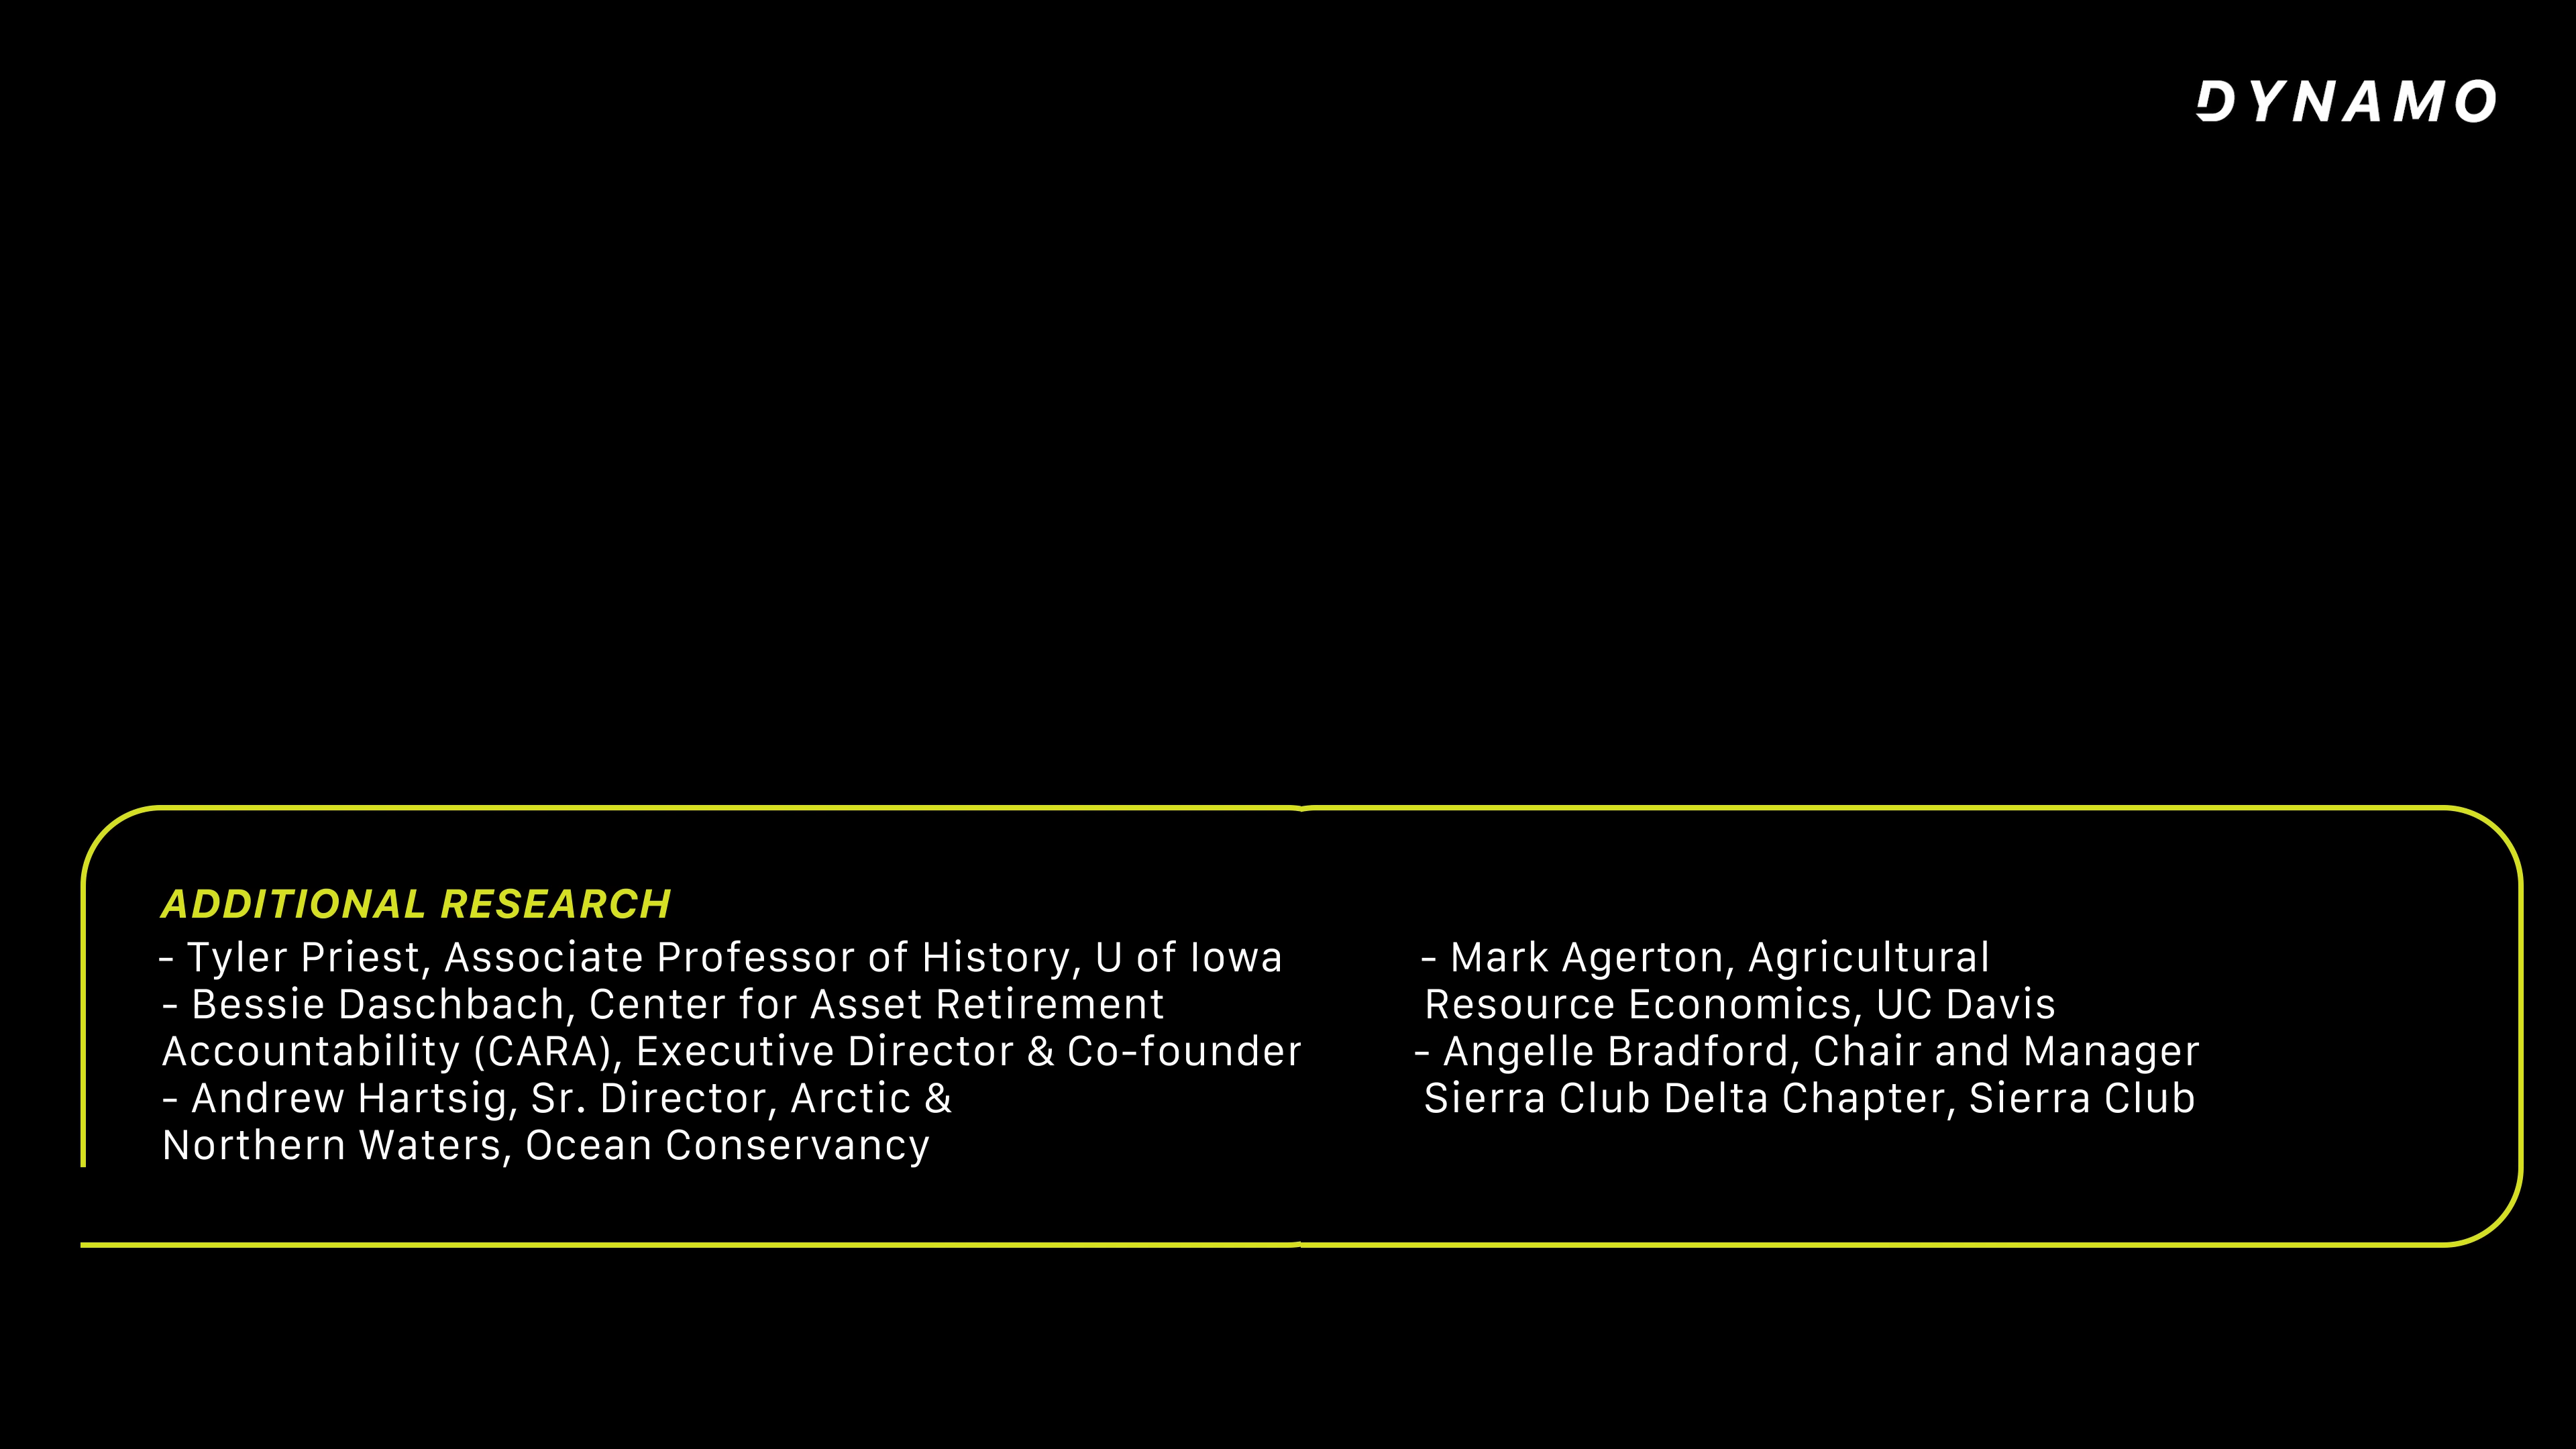 DYNAMO
ADDITIONAL RESEARCH
- Tyler Priest, Associate Professor of History, U of Iowa
- Bessie Daschbach, Center for Asset Retirement
Accountability (CARA), Executive Director & Co-founder
- Andrew Hartsig, Sr. Director, Arctic &
Northern Waters, Ocean Conservancy
- Mark Agerton, Agricultural
Resource Economics, UC Davis
- Angelle Bradford, Chair and Manager
Sierra Club Delta Chapter, Sierra Club